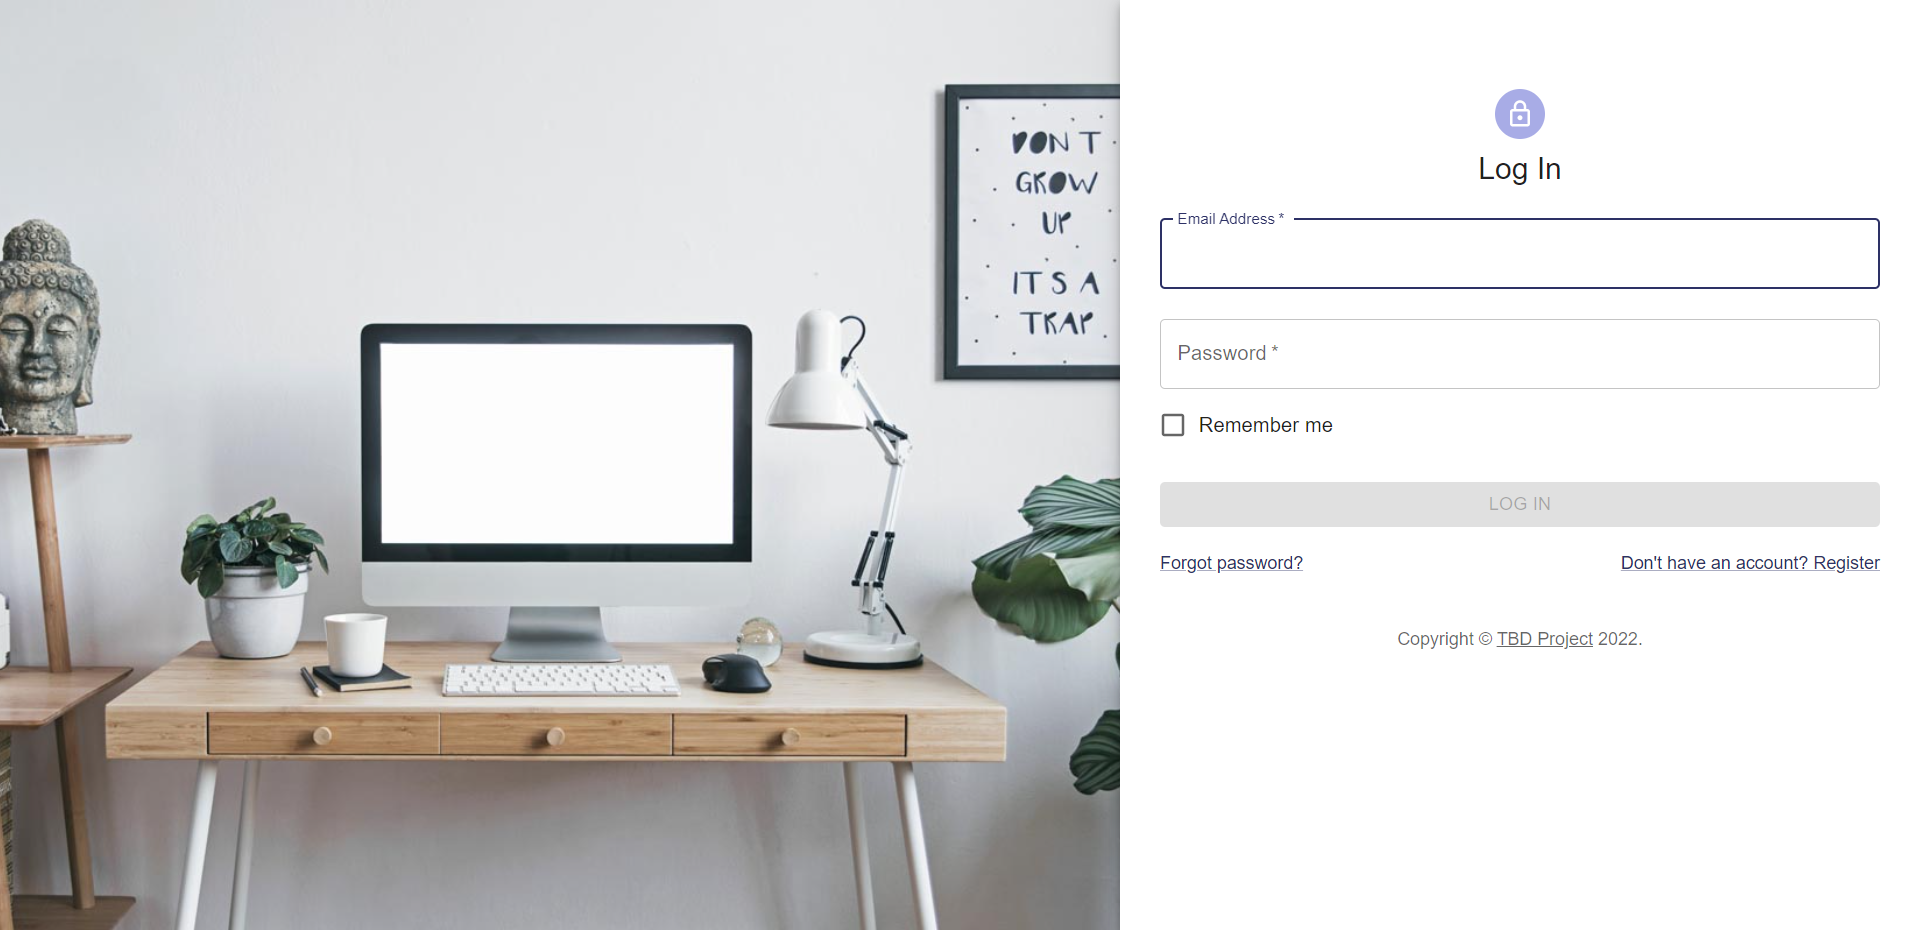 DON T
GROW
UP
IT S A
TRAP
Log In
Email Address *
Password *
Remember me
LOG IN
Forgot password?
Don't have an account? Register
Copyright © TBD Project 2022.